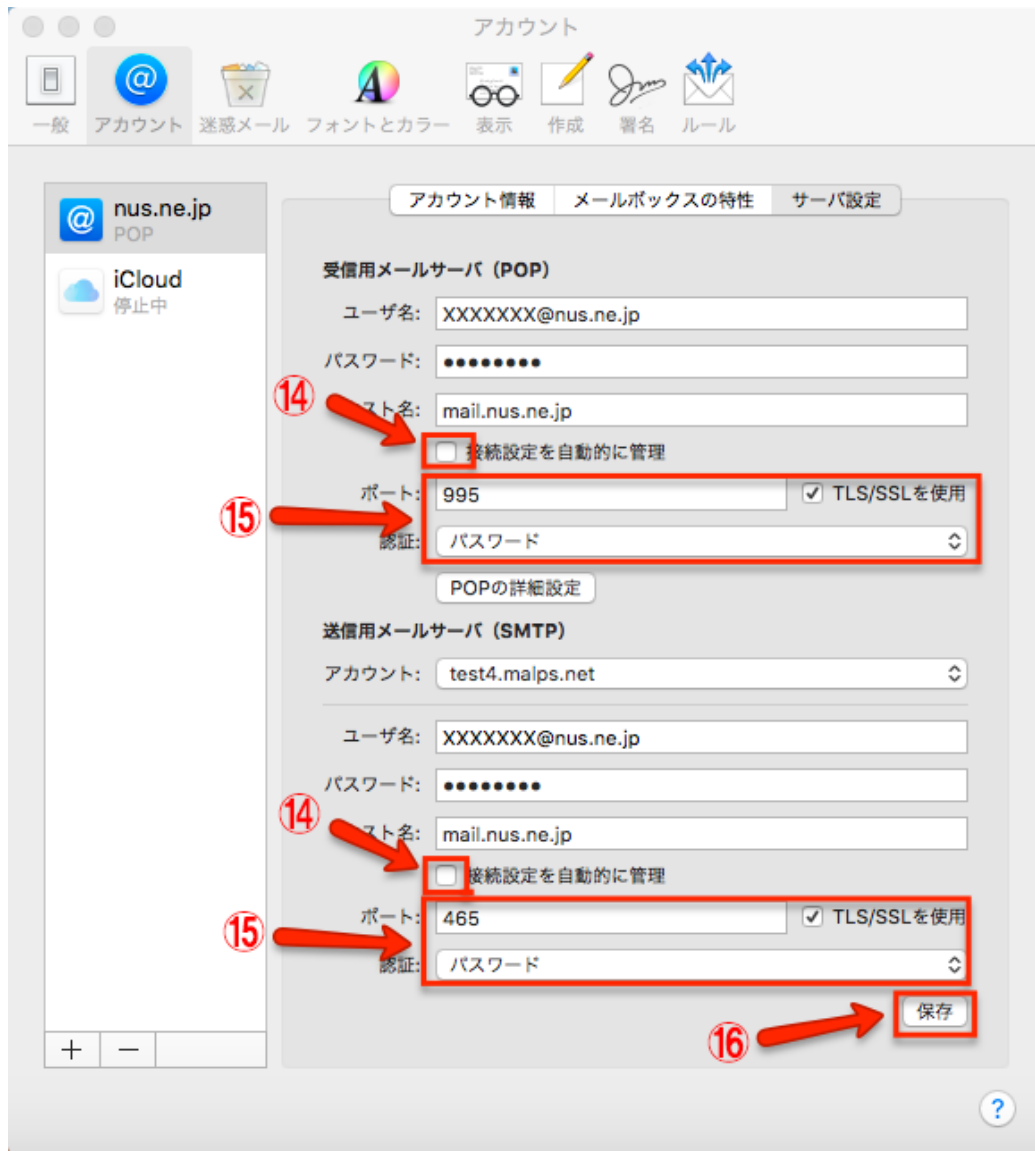 アカウント
一般 アカウント 迷惑メール フォントとカラー 表示 作成 署名 ルール
nus.ne.jp
POP
iCloud
停止中
アカウント情報 メールボックスの特性 サーバ設定
受信用メールサーバ（POP）
ユーザ名: XXXXXXX@nus.ne.jp
パスワード: ●●●●●●●●
⑭
スト名: mail.nus.ne.jp
接続設定を自動的に管理
⑮
ポート: 995 TLS/SSLを使用
認証: パスワード
POPの詳細設定
送信用メールサーバ（SMTP）
アカウント: test4.malps.net
ユーザ名: XXXXXXX@nus.ne.jp
パスワード: ●●●●●●●●
⑭
スト名: mail.nus.ne.jp
接続設定を自動的に管理
⑮
ポート: 465 TLS/SSLを使用
認証: パスワード
⑯
保存
+ −
?